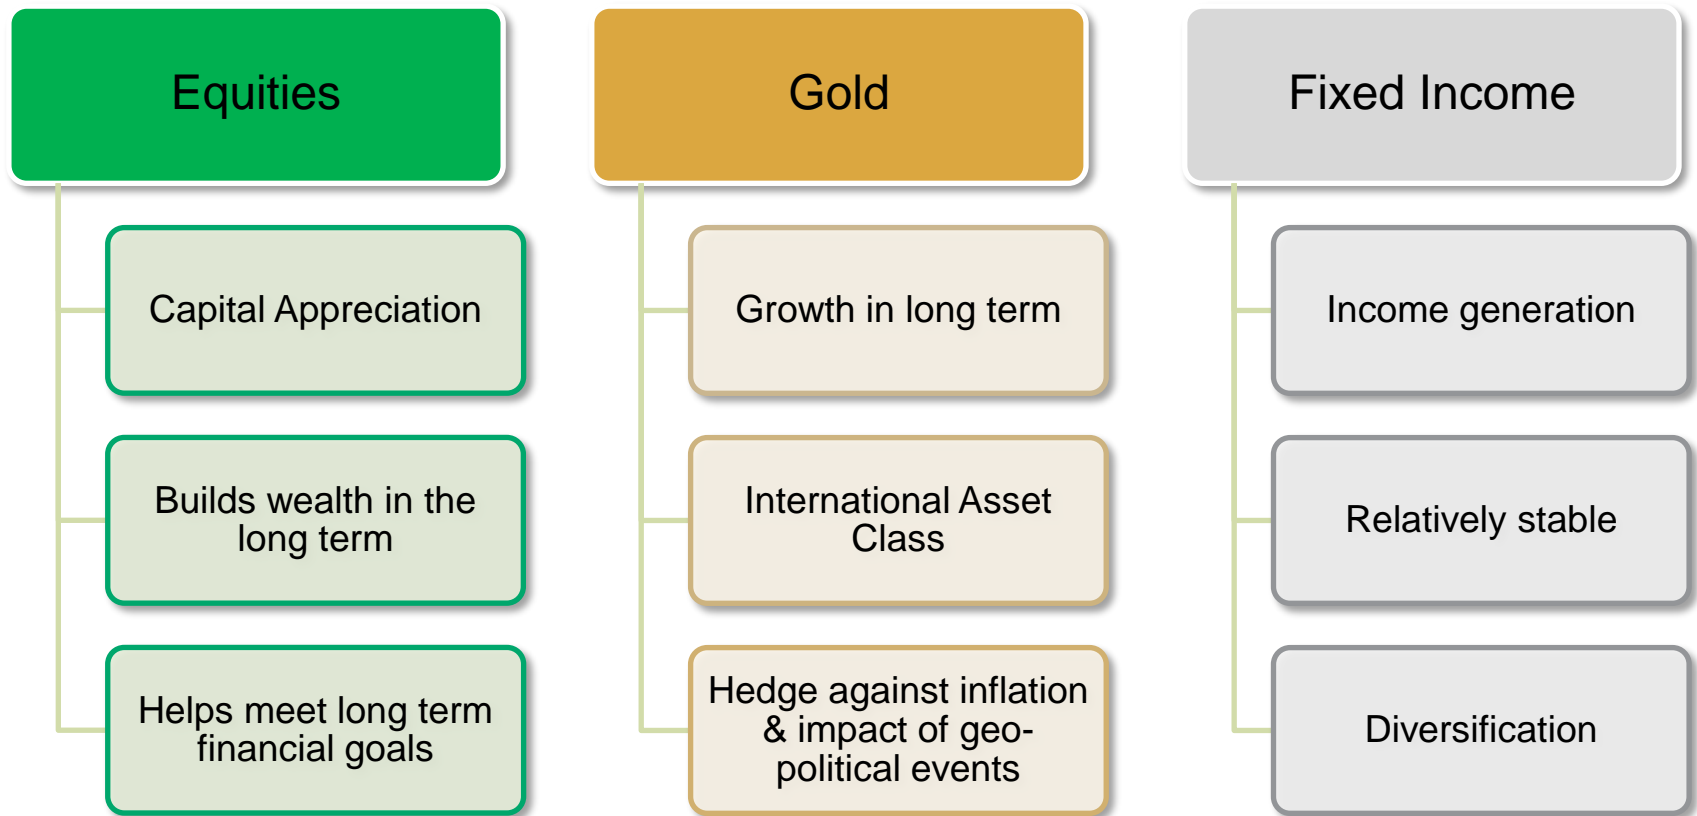 Equities
Capital Appreciation
Builds wealth in the
long term
Helps meet long term
financial goals
Gold
Growth in long term
International Asset
Class
Hedge against inflation
& impact of geo-
political events
Fixed Income
Income generation
Relatively stable
Diversification